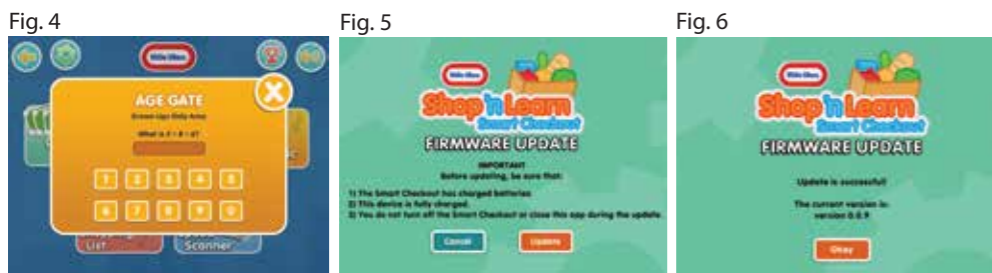 Fig. 4
AGE GATE
Grown-Ups Only Area
What is
1 2 3 4 5
6 7 8 9 0
List
Scanner
Fig. 5
Little Tikes
Shop 'n Learn
Smart Checkout
FIRMWARE UPDATE
IMPORTANT
Before updating, be sure that:
1) The Smart Checkout has charged batteries
2) This device is fully charged.
3) You do not turn off the Smart Checkout or close this app during the update.
Cancel
Update
Fig. 6
Little Tikes
Shop 'n Learn
Smart Checkout
FIRMWARE UPDATE
Update is successful!
The current version is:
version 0.0.9
Okay